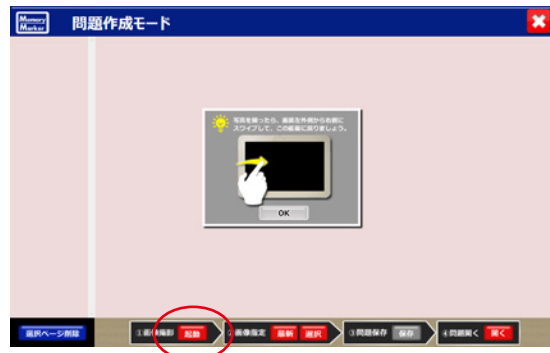 Memory
Marker
問題作成モード
写真を撮ったら、画面左外側から右側に
スワイプして、この画面に戻りましょう。
OK
選択ページ削除
①画像撮影 起動 ②画像指定 最新 選択 ③問題保存 保存 ④問題開く 開く